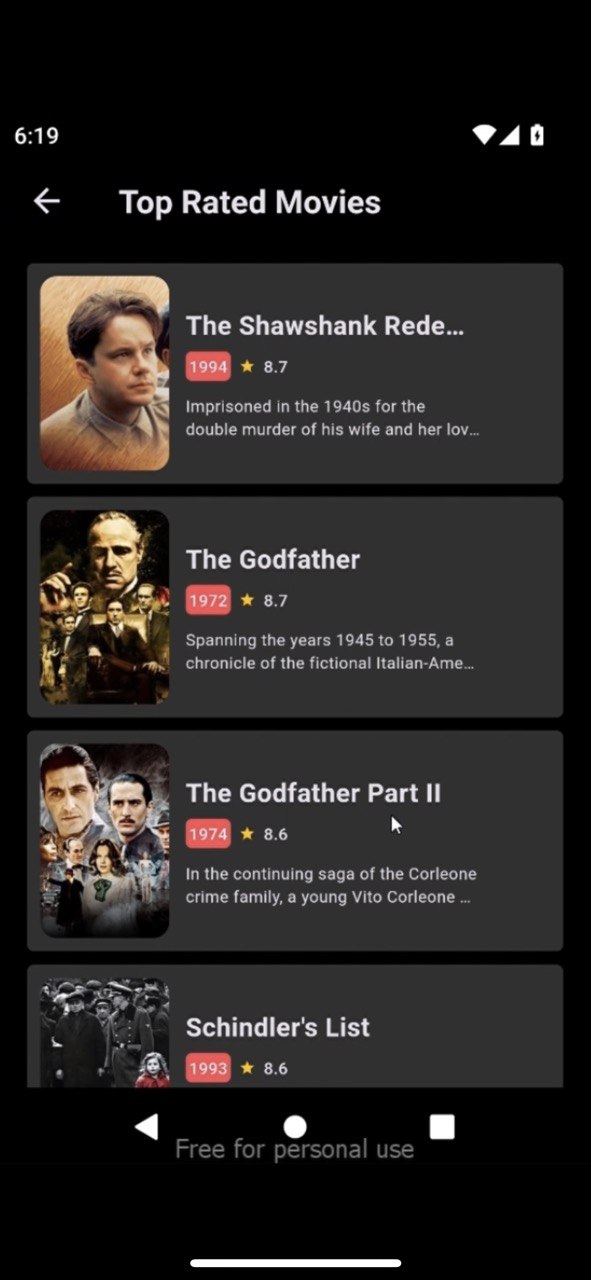 6:19
Top Rated Movies
The Shawshank Rede…
1994 ★ 8.7
Imprisoned in the 1940s for the
double murder of his wife and her lov…
The Godfather
1972 ★ 8.7
Spanning the years 1945 to 1955, a
chronicle of the fictional Italian-Ame…
The Godfather Part II
1974 ★ 8.6
In the continuing saga of the Corleone
crime family, a young Vito Corleone …
Schindler's List
1993 ★ 8.6
Free for personal use